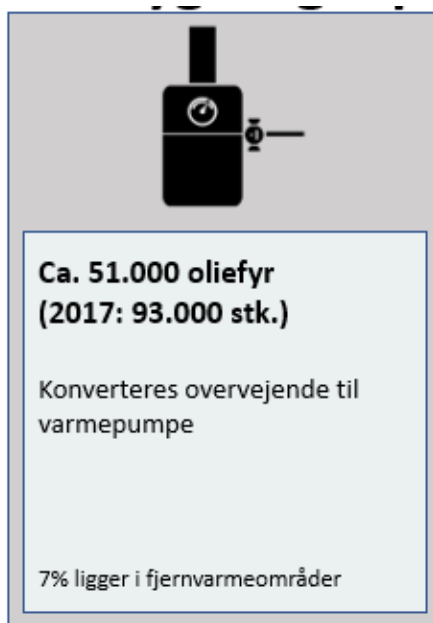 Ca. 51.000 oliefyr
(2017: 93.000 stk.)
Konverteres overvejende til
varmepumpe
7% ligger i fjernvarmeområder